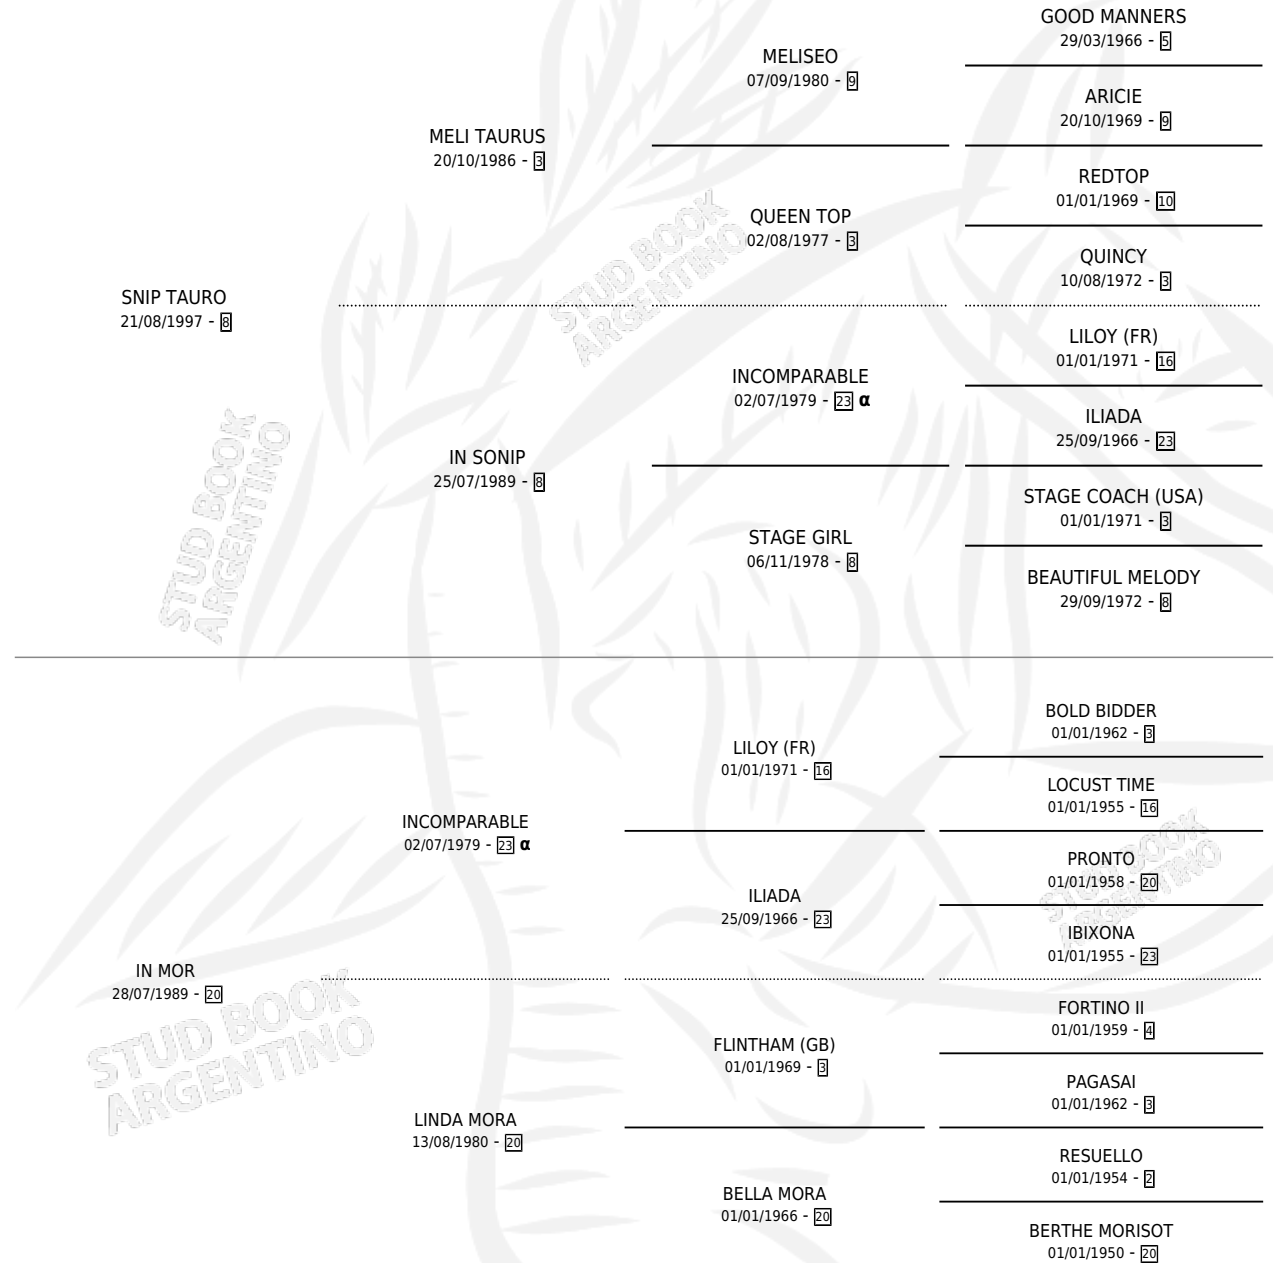 GOOD MANNERS
29/03/1966 - 5
MELISEO
07/09/1980 - 9
ARICIE
20/10/1969 - 9
MELI TAURUS
20/10/1986 - 3
REDTOP
01/01/1969 - 10
QUEEN TOP
02/08/1977 - 3
QUINCY
10/08/1972 - 3
SNIP TAURO
21/08/1997 - 8
LILOY (FR)
01/01/1971 - 16
INCOMPARABLE
02/07/1979 - 23 α
ILIADA
25/09/1966 - 23
IN SONIP
25/07/1989 - 8
STAGE COACH (USA)
01/01/1971 - 3
STAGE GIRL
06/11/1978 - 8
BEAUTIFUL MELODY
29/09/1972 - 8
STUD BOOK
ARGENTINO
STUD BOOK
ARGENTINO
BOLD BIDDER
01/01/1962 - 3
LILOY (FR)
01/01/1971 - 16
LOCUST TIME
01/01/1955 - 16
INCOMPARABLE
02/07/1979 - 23 α
PRONTO
01/01/1958 - 20
ILIADA
25/09/1966 - 23
IBIXONA
01/01/1955 - 23
IN MOR
28/07/1989 - 20
FORTINO II
01/01/1959 - 4
FLINTHAM (GB)
01/01/1969 - 3
PAGASAI
01/01/1962 - 3
LINDA MORA
13/08/1980 - 20
RESUELLO
01/01/1954 - 2
BELLA MORA
01/01/1966 - 20
BERTHE MORISOT
01/01/1950 - 20
STUD BOOK
ARGENTINO
STUD BOOK
ARGENTINO